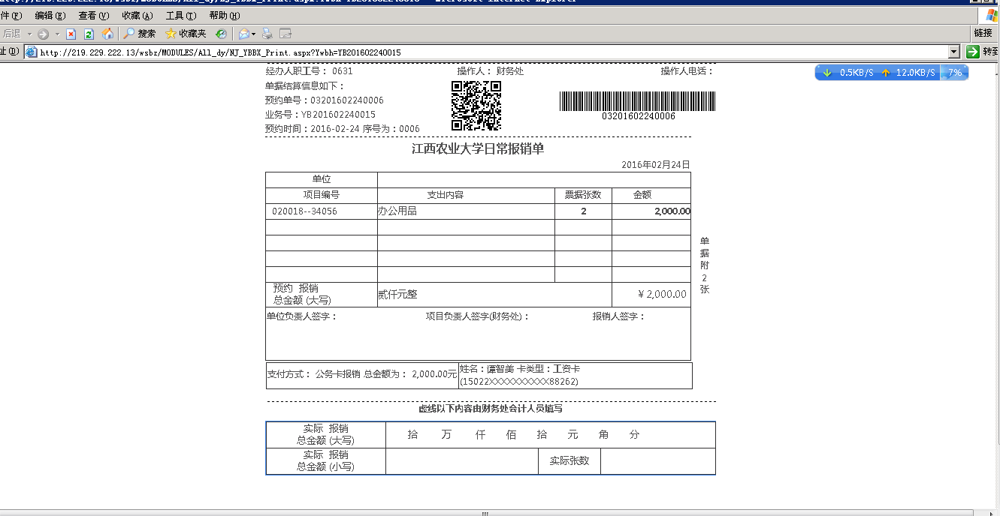 件(F) 编辑(E) 查看(V) 收藏(A) 工具(T) 帮助(H)
后退 搜索 收藏夹 链接
址(D) http://219.229.222.13/wsbz/MODULES/All_dy/NJ_YBBX_Print.aspx?Ywbh=YB201602240015 转到
0.5KB/S 12.0KB/S 7%
经办人职工号： 0631 操作人： 财务处 操作人电话：
单据结算信息如下：
预约单号：03201602240006
业务号：YB201602240015
03201602240006
预约时间：2016-02-24 序号为：0006
江西农业大学日常报销单
2016年02月24日
单位
项目编号 支出内容 票据张数 金额
020018--34056 办公用品 2 2,000.00
单据附2张
预约 报销
总金额 (大写) 贰仟元整 ￥2,000.00
单位负责人签字： 项目负责人签字(财务处)： 报销人签字：
支付方式： 公务卡报销 总金额为： 2,000.00元 姓名：谭智美 卡类型：工资卡
(15022XXXXXXXXXX88262)
虚线以下内容由财务处会计人员填写
实际 报销
总金额 (大写) 拾 万 仟 佰 拾 元 角 分
实际 报销
总金额 (小写) 实际张数